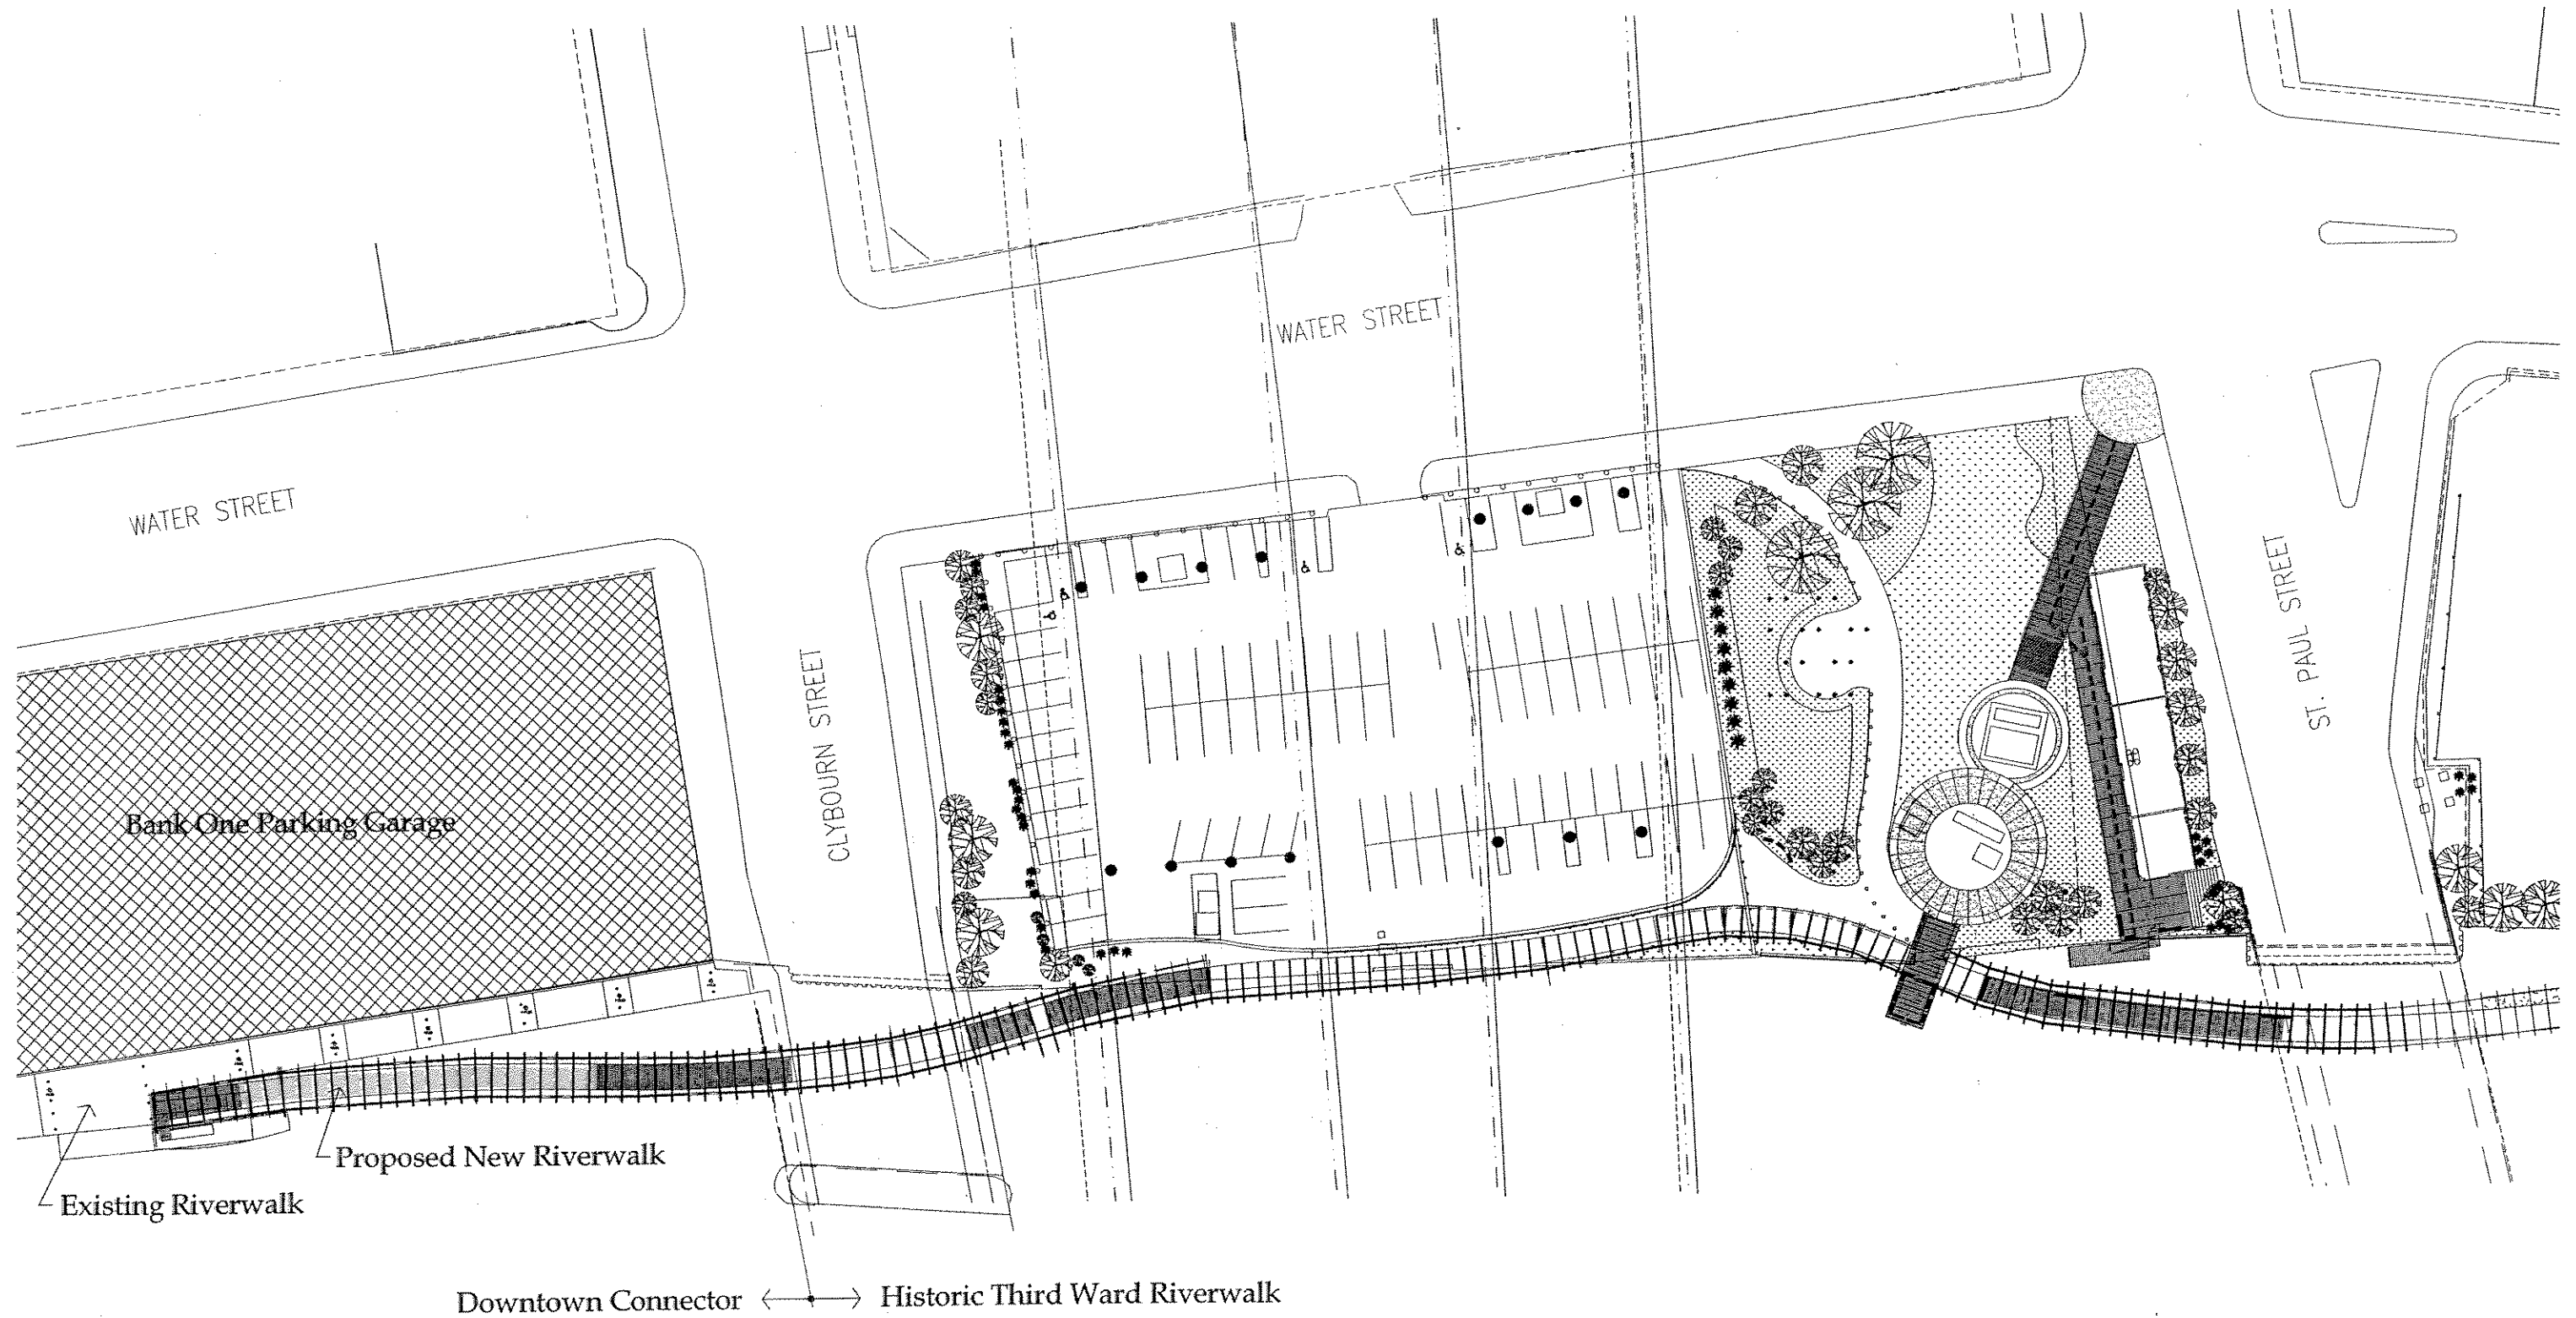 WATER STREET
WATER STREET
CLYBOURN STREET
ST. PAUL STREET
Bank One Parking Garage
Proposed New Riverwalk
Existing Riverwalk
Downtown Connector
Historic Third Ward Riverwalk